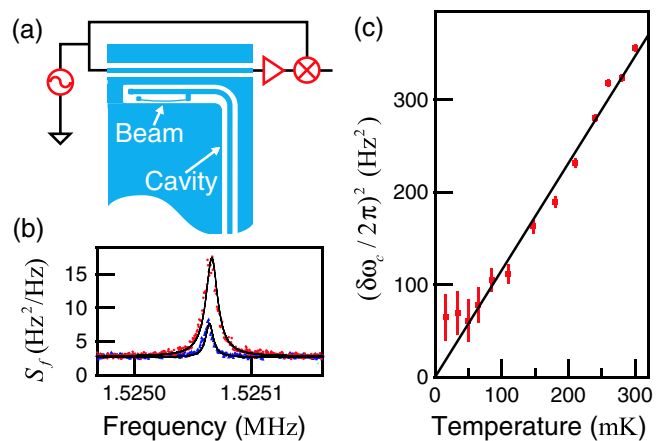 (a)
Beam
Cavity
(b)
15
10
5
0
S_f (Hz²/Hz)
1.5250
1.5251
Frequency (MHz)
(c)
300
200
100
0
(δω_c / 2π)² (Hz²)
0
100
200
300
Temperature (mK)